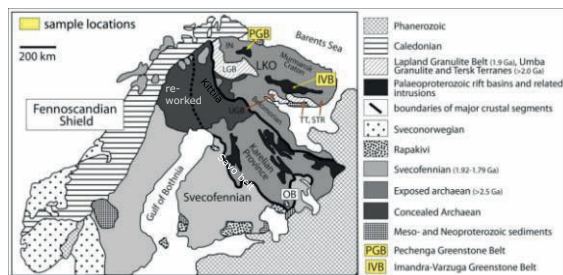 sample locations
200 km
Fennoscandian
Shield
re-
worked
Kittilä
IN
LGB
LKO
PGB
Barents Sea
Murmansk
Craton
IVB
UGB
TT, STR
Karelian
Province
Savo belt
Gulf of Bothnia
Svecofennian
OB
Phanerozoic
Caledonian
Lapland Granulite Belt (1.9 Ga), Umba
Granulite and Tersk Terranes (>2.0 Ga)
Palaeoproterozoic rift basins and related
intrusions
boundaries of major crustal segments
Sveconorwegian
Rapakivi
Svecofennian (1.92-1.79 Ga)
Exposed archaean (>2.5 Ga)
Concealed Archaean
Meso- and Neoproterozoic sediments
PGB Pechenga Greenstone Belt
IVB Imandra-Varzuga Greenstone Belt